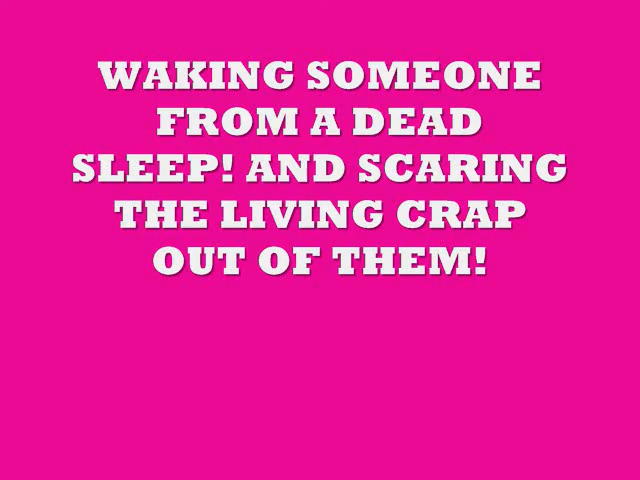 WAKING SOMEONE
FROM A DEAD
SLEEP! AND SCARING
THE LIVING CRAP
OUT OF THEM!